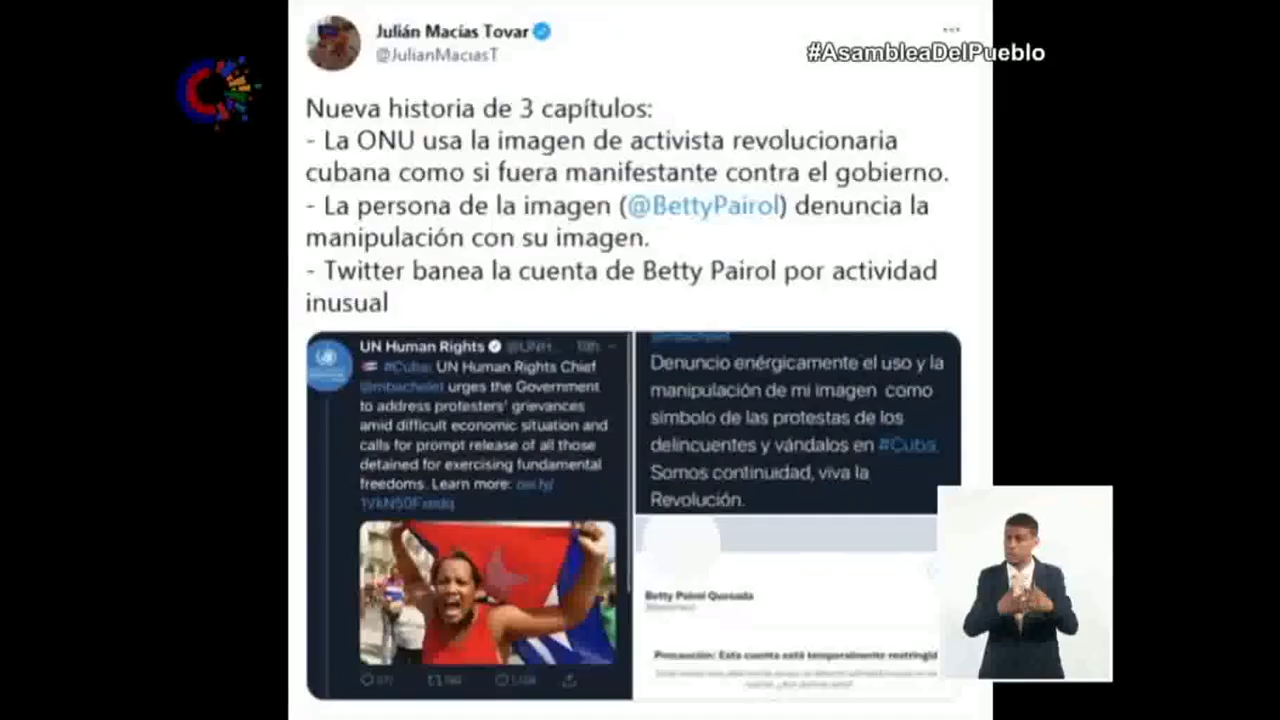 Julián Macías Tovar
@JulianMaciasT
#AsambleaDelPueblo
Nueva historia de 3 capítulos:
- La ONU usa la imagen de activista revolucionaria
cubana como si fuera manifestante contra el gobierno.
- La persona de la imagen (@BettyPairol) denuncia la
manipulación con su imagen.
- Twitter banea la cuenta de Betty Pairol por actividad
inusual
UN Human Rights
#Cuba: UN Human Rights Chief
@mbachelet urges the Government
to address protesters' grievances
amid difficult economic situation and
calls for prompt release of all those
detained for exercising fundamental
freedoms. Learn more:
Denuncio enérgicamente el uso y la
manipulación de mi imagen como
símbolo de las protestas de los
delincuentes y vándalos en #Cuba.
Somos continuidad, viva la
Revolución.
Betty Pairol Quesada
Precaución: Esta cuenta está temporalmente restringid